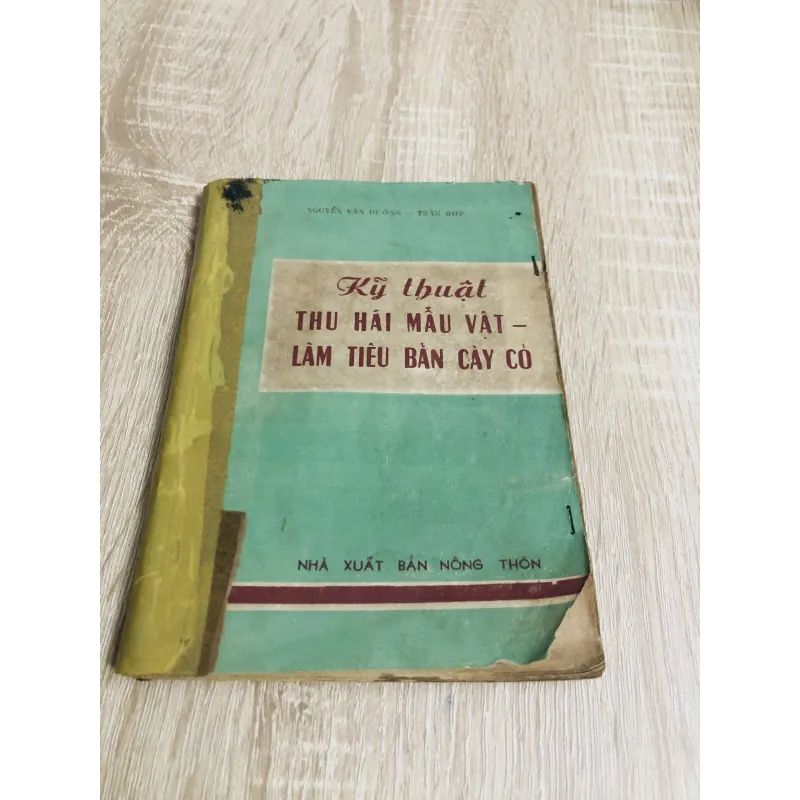 NGUYỄN VĂN DƯỠNG – TRẦN HỢP
Kỹ thuật
THU HÁI MẪU VẬT –
LÀM TIÊU BẢN CÂY CỎ
NHÀ XUẤT BẢN NÔNG THÔN